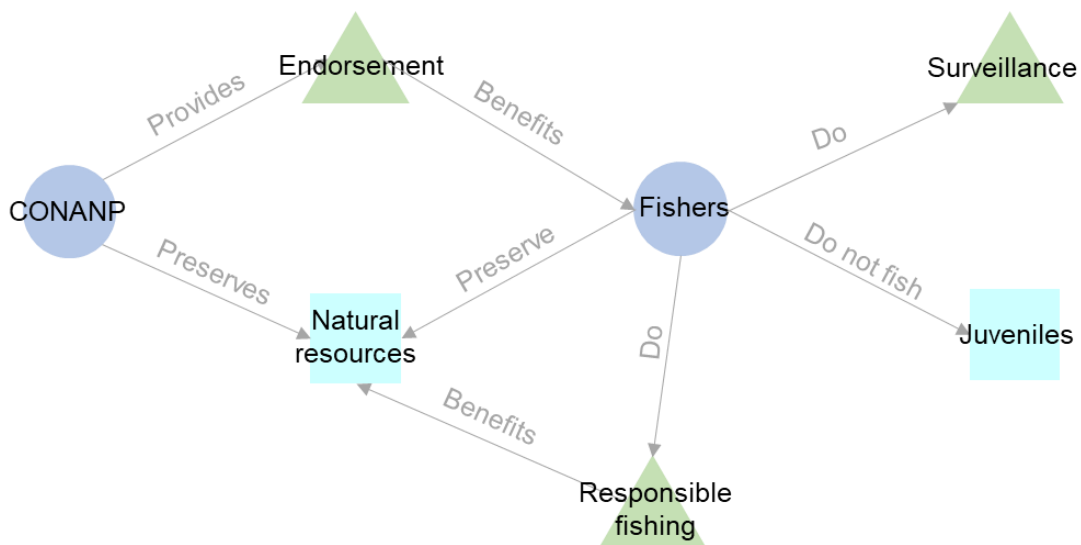 Endorsement
Surveillance
Provides
Benefits
Do
CONANP
Fishers
Preserves
Preserve
Do not fish
Natural
resources
Do
Juveniles
Benefits
Responsible
fishing